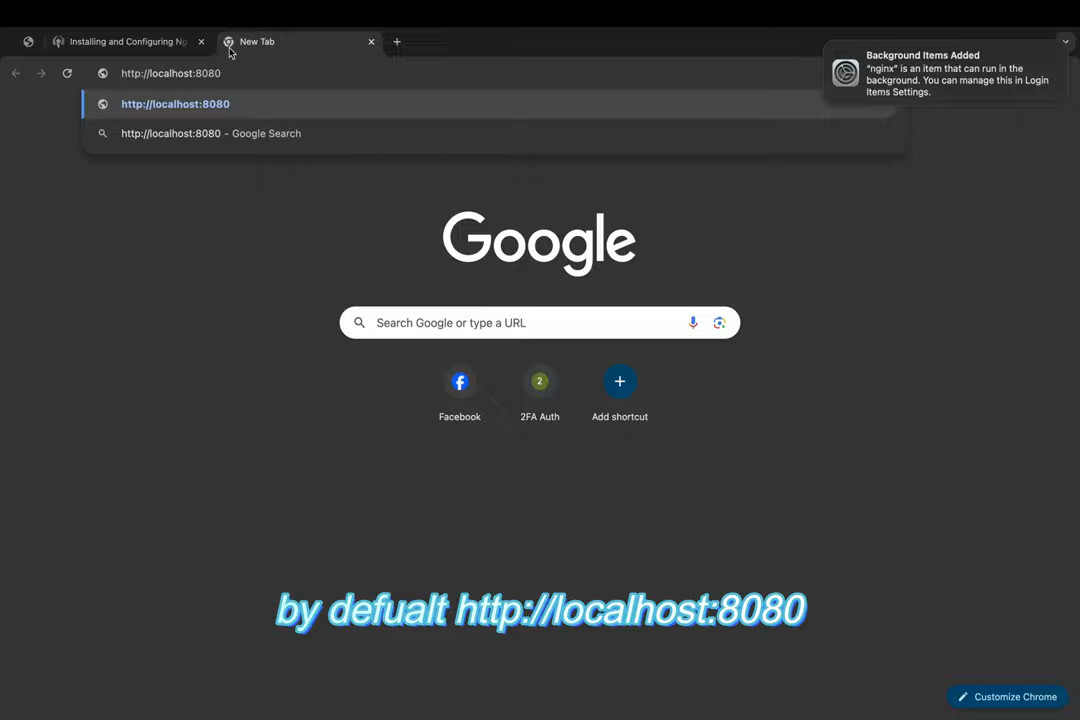 Installing and Configuring Ng
New Tab
http://localhost:8080
Background Items Added
"nginx" is an item that can run in the
background. You can manage this in Login
Items Settings.
http://localhost:8080
http://localhost:8080 - Google Search
Google
Search Google or type a URL
2
Facebook
2FA Auth
Add shortcut
by defualt http://localhost:8080
Customize Chrome